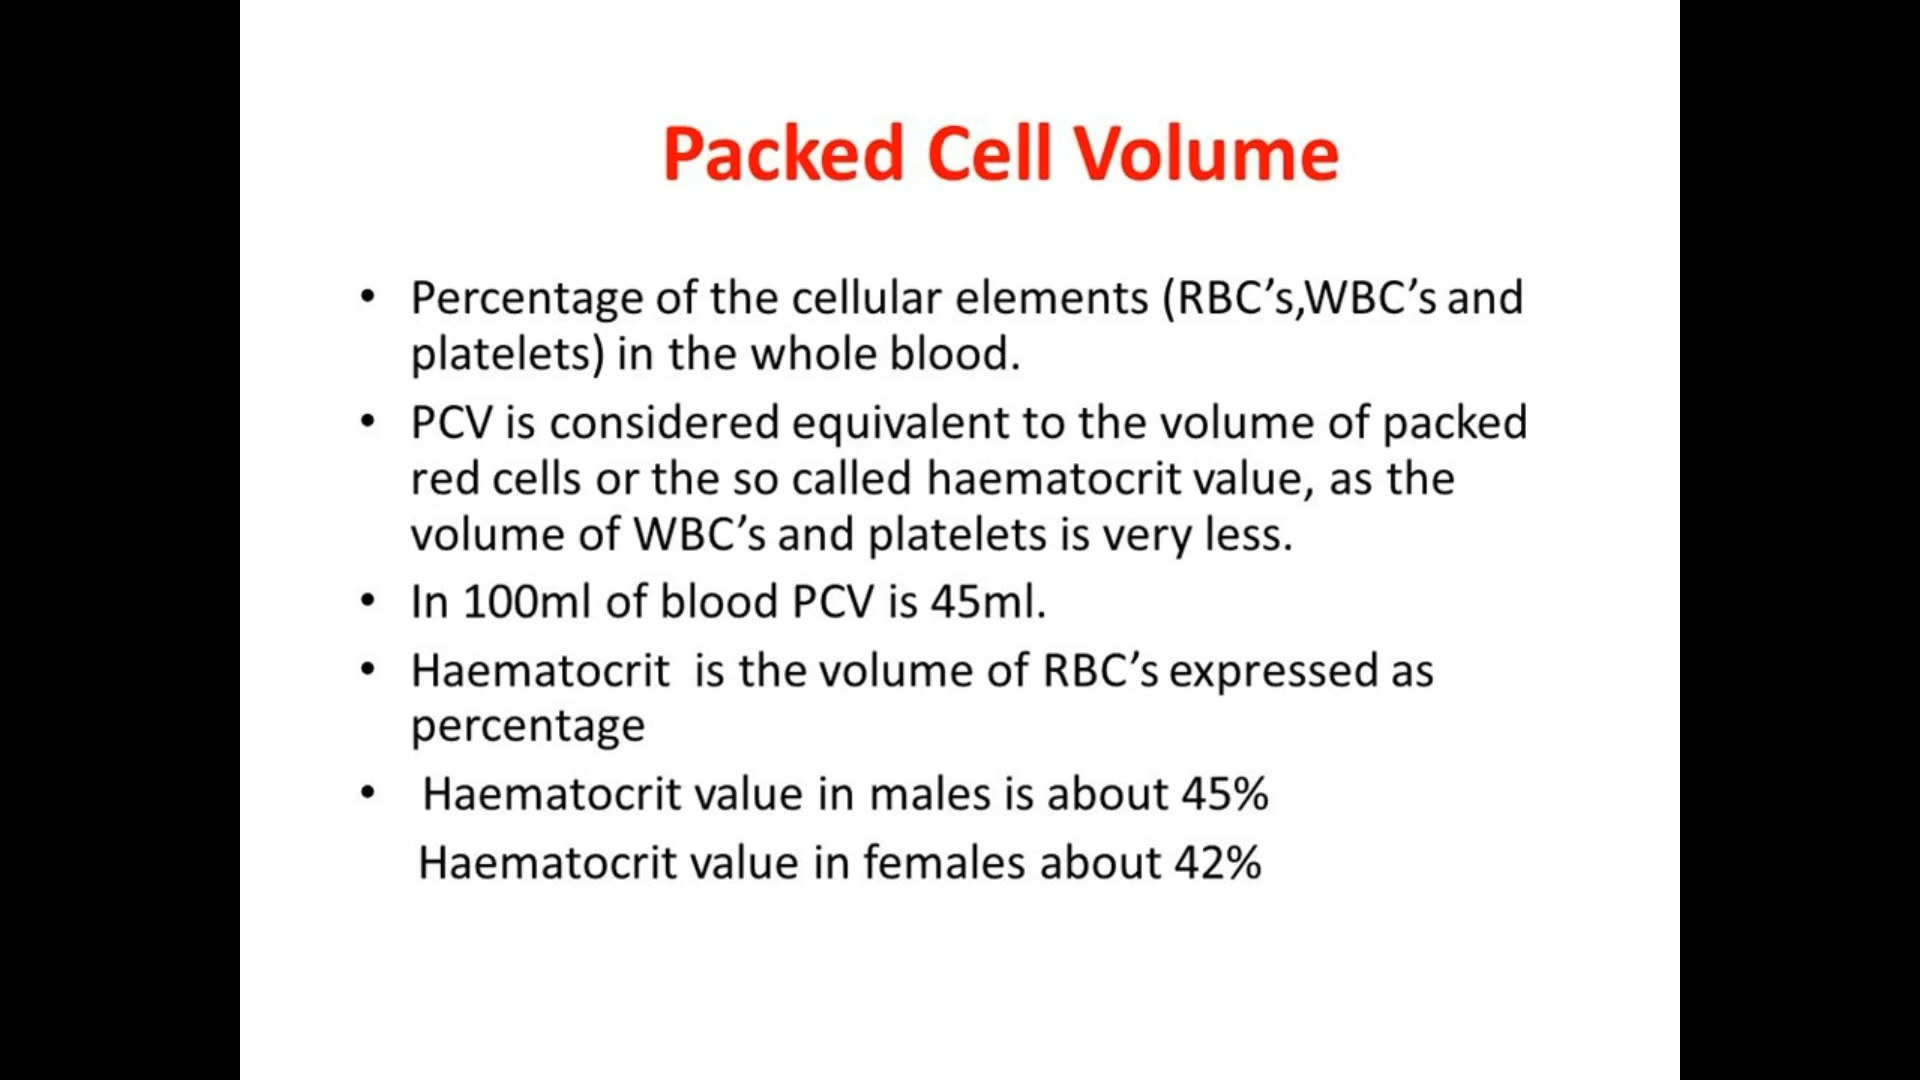 Packed Cell Volume
• Percentage of the cellular elements (RBC’s,WBC’s and
platelets) in the whole blood.
• PCV is considered equivalent to the volume of packed
red cells or the so called haematocrit value, as the
volume of WBC’s and platelets is very less.
• In 100ml of blood PCV is 45ml.
• Haematocrit is the volume of RBC’s expressed as
percentage
• Haematocrit value in males is about 45%
Haematocrit value in females about 42%